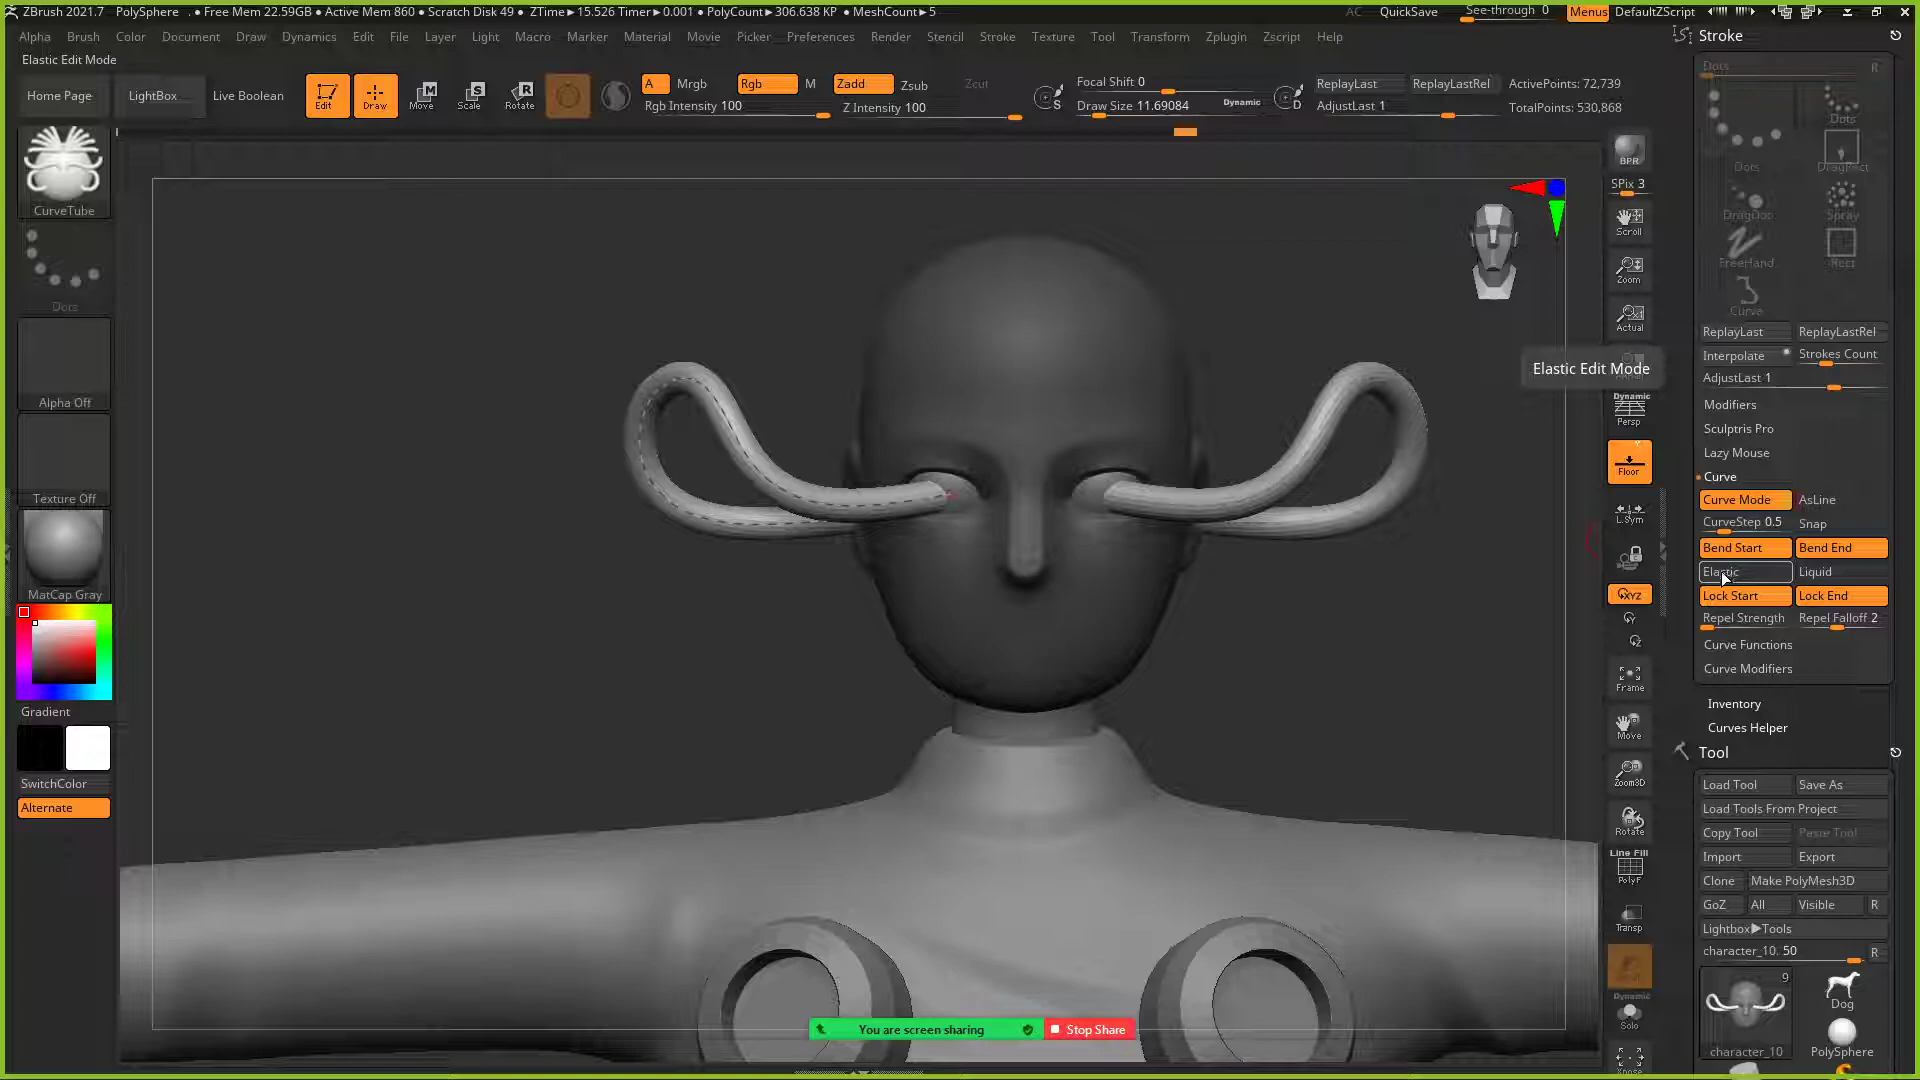 ZBrush 2021.7 PolySphere . ● Free Mem 22.59GB ● Active Mem 860 ● Scratch Disk 49 ● ZTime►15.526 Timer►0.001 ● PolyCount►306.638 KP ● MeshCount►5 AC QuickSave See-through 0 Menus DefaultZScript
Alpha Brush Color Document Draw Dynamics Edit File Layer Light Macro Marker Material Movie Picker Preferences Render Stencil Stroke Texture Tool Transform Zplugin Zscript Help
Elastic Edit Mode
Home Page LightBox Live Boolean
Edit Draw Move Scale Rotate
A Mrgb Rgb M Zadd Zsub Zcut
Rgb Intensity 100 Z Intensity 100
S
Focal Shift 0
Draw Size 11.69084 Dynamic
D
ReplayLast ReplayLastRel ActivePoints: 72,739
AdjustLast 1 TotalPoints: 530,868
CurveTube
Dots
Alpha Off
Texture Off
MatCap Gray
Gradient
SwitchColor
Alternate
BPR
SPix 3
Scroll
Zoom
Actual
Elastic Edit Mode
Dynamic
Persp
Floor
L.Sym
XYZ
Y
Z
Frame
Move
Zoom3D
Rotate
Line Fill
PolyF
Transp
Dynamic
Solo
Xpose
Stroke
Dots R
Dots Dots
DragRect
DragDot Spray
FreeHand Rect
Curve
ReplayLast ReplayLastRel
Interpolate Strokes Count
AdjustLast 1
Modifiers
Sculptris Pro
Lazy Mouse
Curve
Curve Mode AsLine
CurveStep 0.5 Snap
Bend Start Bend End
Elastic Liquid
Lock Start Lock End
Repel Strength Repel Falloff 2
Curve Functions
Curve Modifiers
Inventory
Curves Helper
Tool
Load Tool Save As
Load Tools From Project
Copy Tool Paste Tool
Import Export
Clone Make PolyMesh3D
GoZ All Visible R
Lightbox►Tools
character_10. 50 R
9
Dog
character_10 PolySphere
You are screen sharing Stop Share